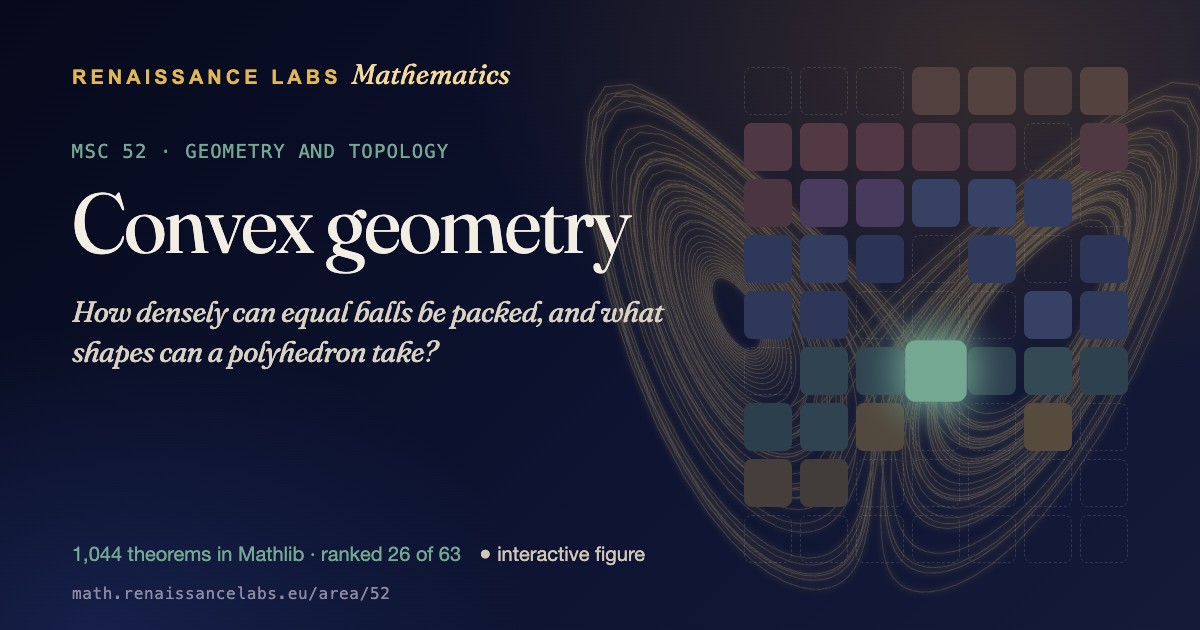 RENAISSANCE LABS Mathematics
MSC 52 · GEOMETRY AND TOPOLOGY
Convex geometry
How densely can equal balls be packed, and what
shapes can a polyhedron take?
1,044 theorems in Mathlib · ranked 26 of 63 ● interactive figure
math.renaissancelabs.eu/area/52